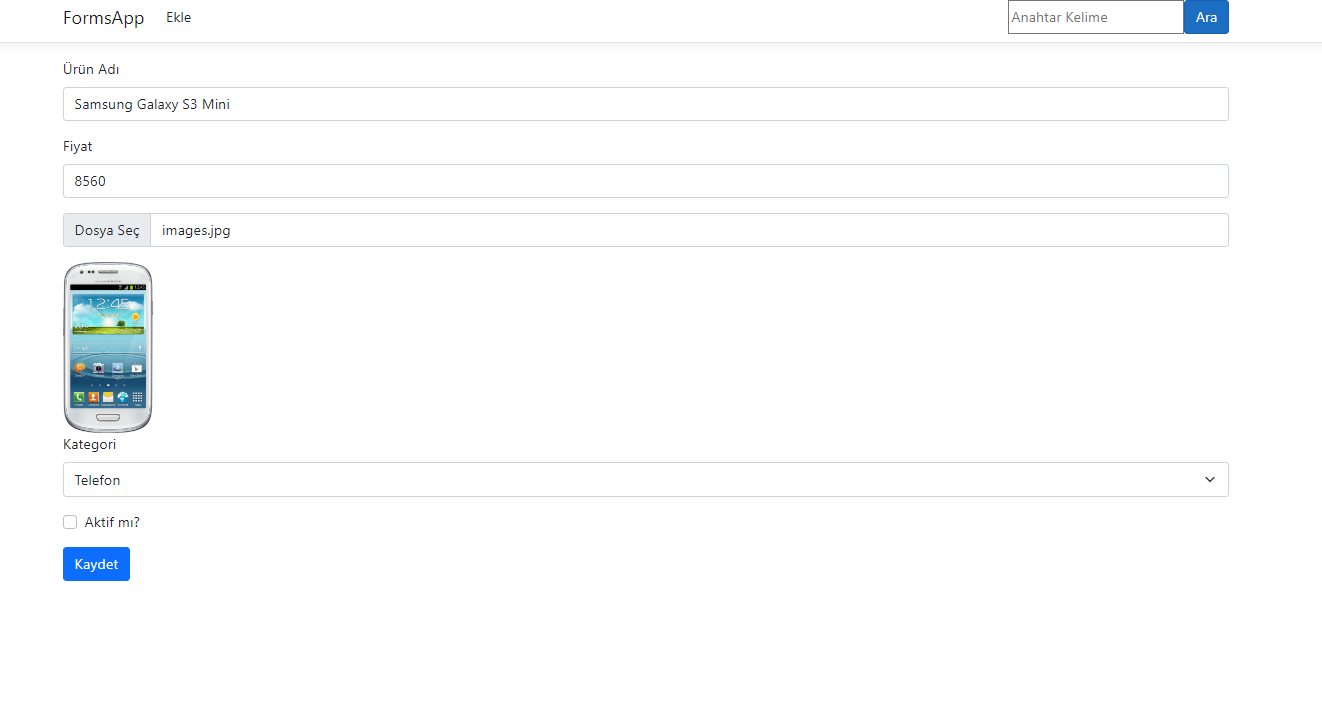 FormsApp Ekle Anahtar Kelime Ara
Ürün Adı
Samsung Galaxy S3 Mini
Fiyat
8560
Dosya Seç images.jpg
12:45
Kategori
Telefon
Aktif mı?
Kaydet